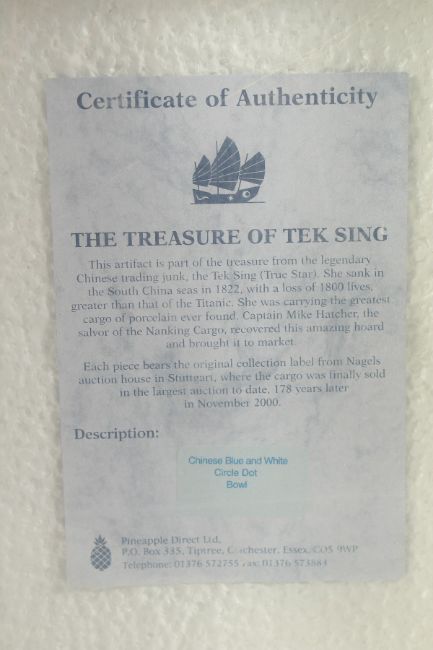 Certificate of Authenticity
THE TREASURE OF TEK SING
This artifact is part of the treasure from the legendary
Chinese trading junk, the Tek Sing (True Star). She sank in
the South China seas in 1822, with a loss of 1800 lives,
greater than that of the Titanic. She was carrying the greatest
cargo of porcelain ever found. Captain Mike Hatcher, the
salvor of the Nanking Cargo, recovered this amazing hoard
and brought it to market.
Each piece bears the original collection label from Nagels
auction house in Stuttgart, where the cargo was finally sold
in the largest auction to date, 178 years later
in November 2000.
Description:
Chinese Blue and White
Circle Dot
Bowl
Pineapple Direct Ltd,
P.O. Box 335, Tiptree, Essex, CO5 9WP
Telephone: 01376 572755 01376 573883